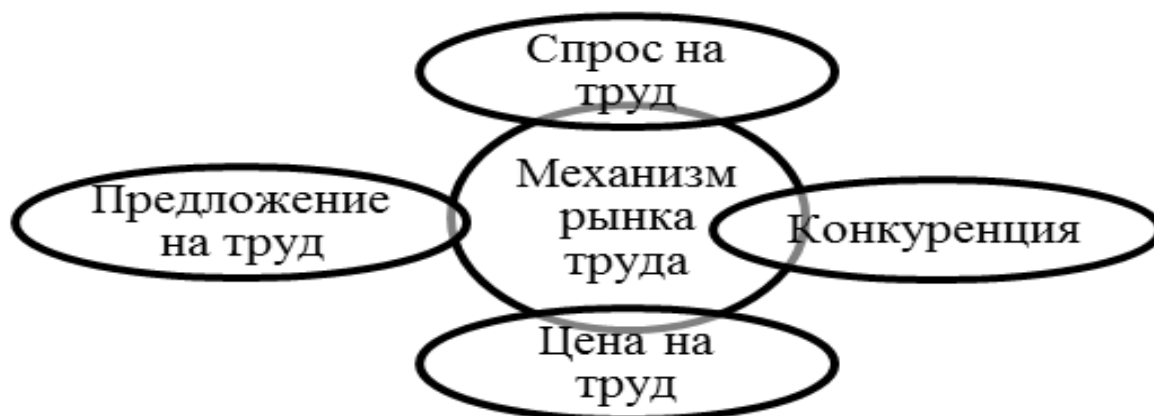 Спрос на
труд
Предложение
на труд
Механизм
рынка
труда
Конкуренция
Цена на
труд